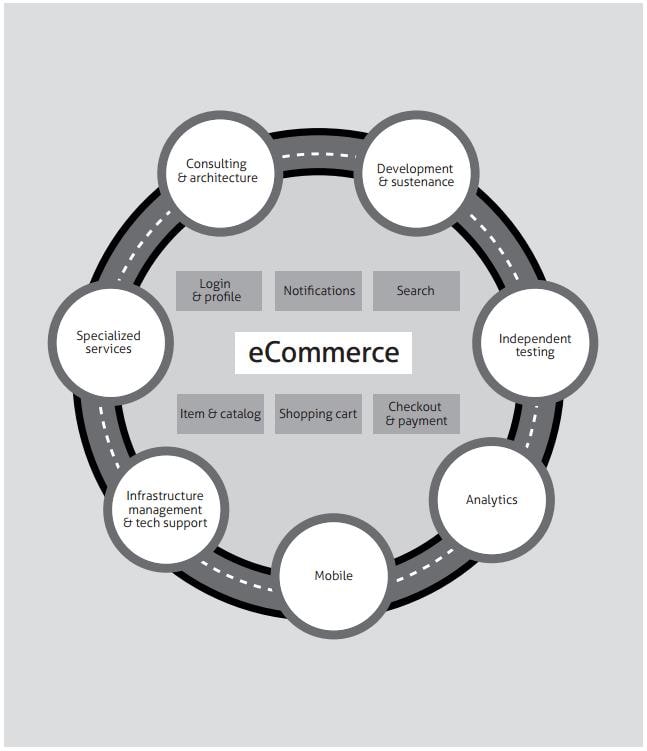 Consulting
& architecture
Development
& sustenance
Login
& profile
Notifications
Search
Specialized
services
eCommerce
Independent
testing
Item & catalog
Shopping cart
Checkout
& payment
Infrastructure
management
& tech support
Analytics
Mobile